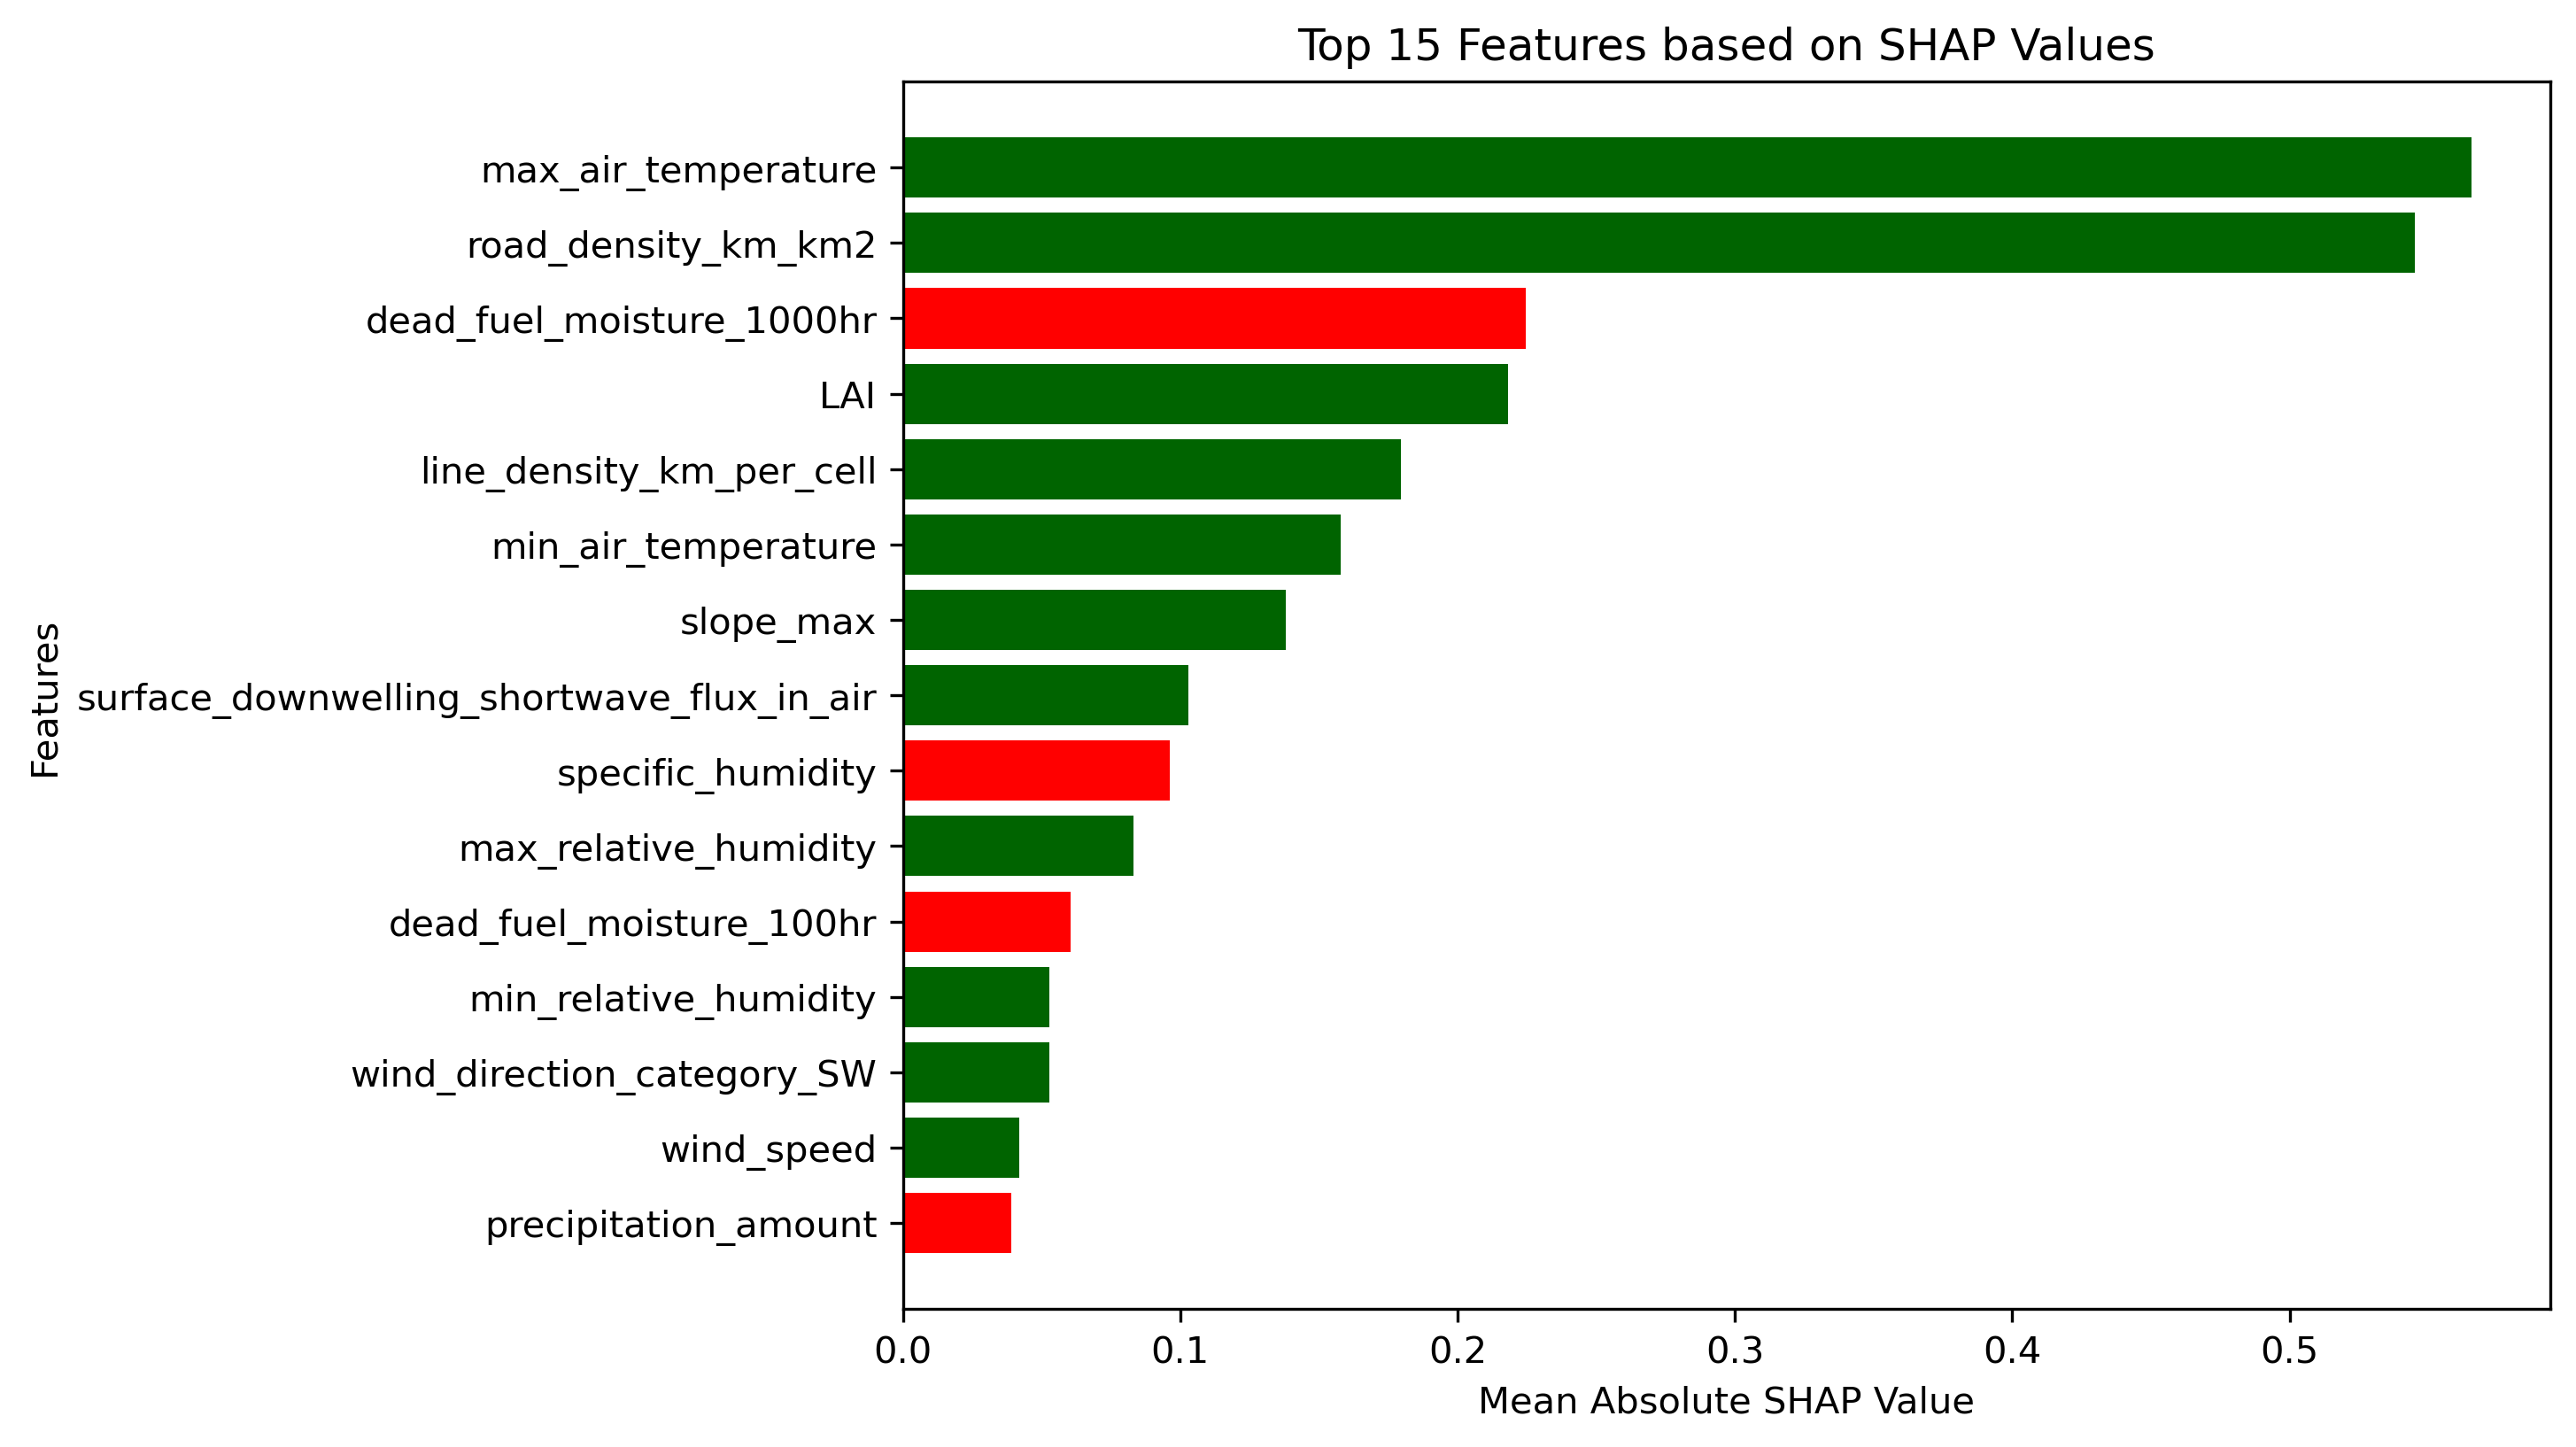 Top 15 Features based on SHAP Values
max_air_temperature
road_density_km_km2
dead_fuel_moisture_1000hr
LAI
line_density_km_per_cell
min_air_temperature
slope_max
surface_downwelling_shortwave_flux_in_air
specific_humidity
max_relative_humidity
dead_fuel_moisture_100hr
min_relative_humidity
wind_direction_category_SW
wind_speed
precipitation_amount
Features
0.0 0.1 0.2 0.3 0.4 0.5
Mean Absolute SHAP Value